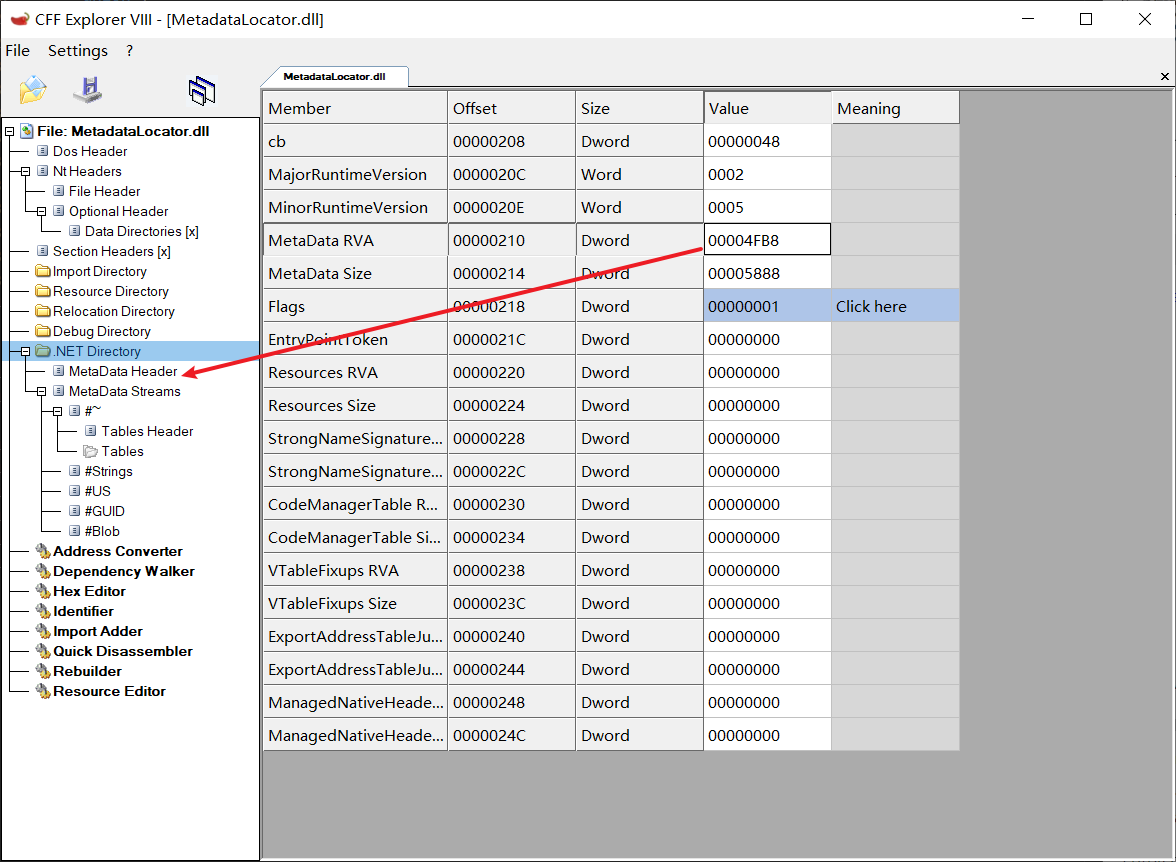 CFF Explorer VIII - [MetadataLocator.dll]
File Settings ?
MetadataLocator.dll
File: MetadataLocator.dll
Dos Header
Nt Headers
File Header
Optional Header
Data Directories [x]
Section Headers [x]
Import Directory
Resource Directory
Relocation Directory
Debug Directory
.NET Directory
MetaData Header
MetaData Streams
#~
Tables Header
Tables
#Strings
#US
#GUID
#Blob
Address Converter
Dependency Walker
Hex Editor
Identifier
Import Adder
Quick Disassembler
Rebuilder
Resource Editor
Member Offset Size Value Meaning
cb 00000208 Dword 00000048
MajorRuntimeVersion 0000020C Word 0002
MinorRuntimeVersion 0000020E Word 0005
MetaData RVA 00000210 Dword 00004FB8
MetaData Size 00000214 Dword 00005888
Flags 00000218 Dword 00000001 Click here
EntryPointToken 0000021C Dword 00000000
Resources RVA 00000220 Dword 00000000
Resources Size 00000224 Dword 00000000
StrongNameSignature... 00000228 Dword 00000000
StrongNameSignature... 0000022C Dword 00000000
CodeManagerTable R... 00000230 Dword 00000000
CodeManagerTable Si... 00000234 Dword 00000000
VTableFixups RVA 00000238 Dword 00000000
VTableFixups Size 0000023C Dword 00000000
ExportAddressTableJu... 00000240 Dword 00000000
ExportAddressTableJu... 00000244 Dword 00000000
ManagedNativeHeade... 00000248 Dword 00000000
ManagedNativeHeade... 0000024C Dword 00000000